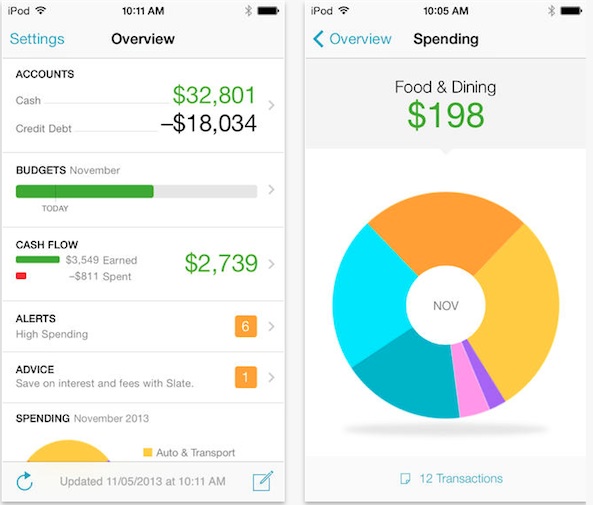 iPod 10:11 AM
Settings Overview
ACCOUNTS
Cash $32,801
Credit Debt –$18,034
BUDGETS November
TODAY
CASH FLOW
$3,549 Earned
–$811 Spent
$2,739
ALERTS
High Spending
6
ADVICE
Save on interest and fees with Slate.
1
SPENDING November 2013
Auto & Transport
Updated 11/05/2013 at 10:11 AM
iPod 10:05 AM
Overview Spending
Food & Dining
$198
NOV
12 Transactions